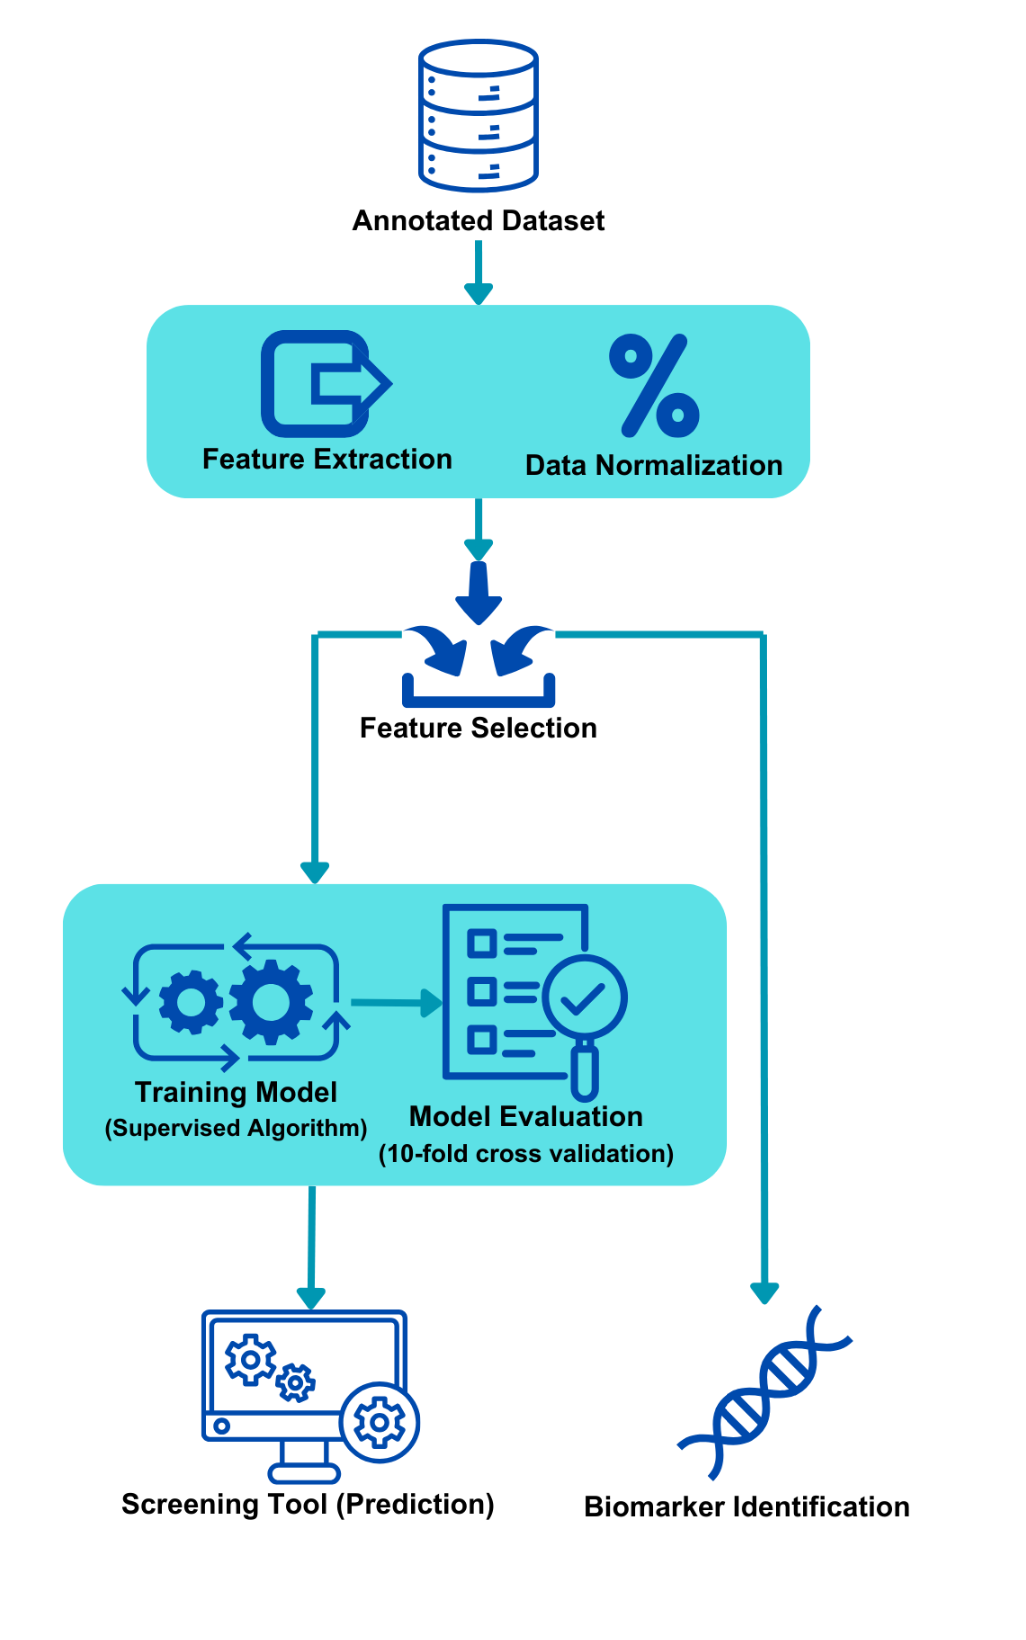 Annotated Dataset
Feature Extraction
Data Normalization
Feature Selection
Training Model
(Supervised Algorithm)
Model Evaluation
(10-fold cross validation)
Screening Tool (Prediction)
Biomarker Identification